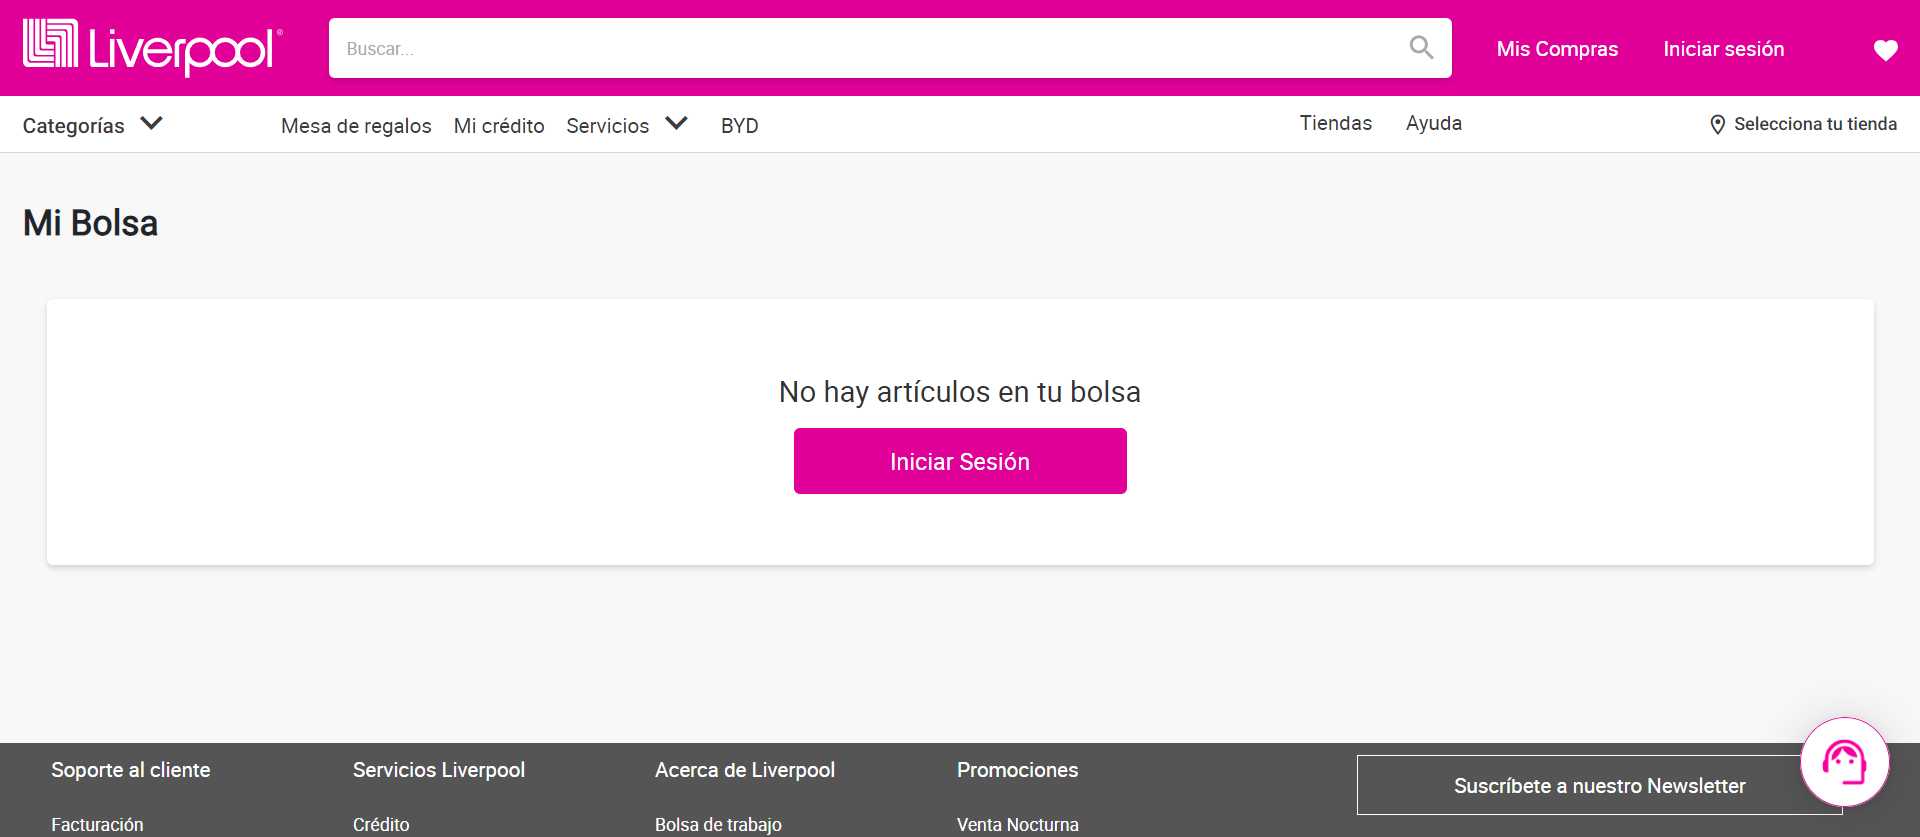 Liverpool®
Buscar...
Mis Compras
Iniciar sesión
Categorías
Mesa de regalos
Mi crédito
Servicios
BYD
Tiendas
Ayuda
Selecciona tu tienda
Mi Bolsa
No hay artículos en tu bolsa
Iniciar Sesión
Soporte al cliente
Servicios Liverpool
Acerca de Liverpool
Promociones
Suscríbete a nuestro Newsletter
Facturación
Crédito
Bolsa de trabajo
Venta Nocturna